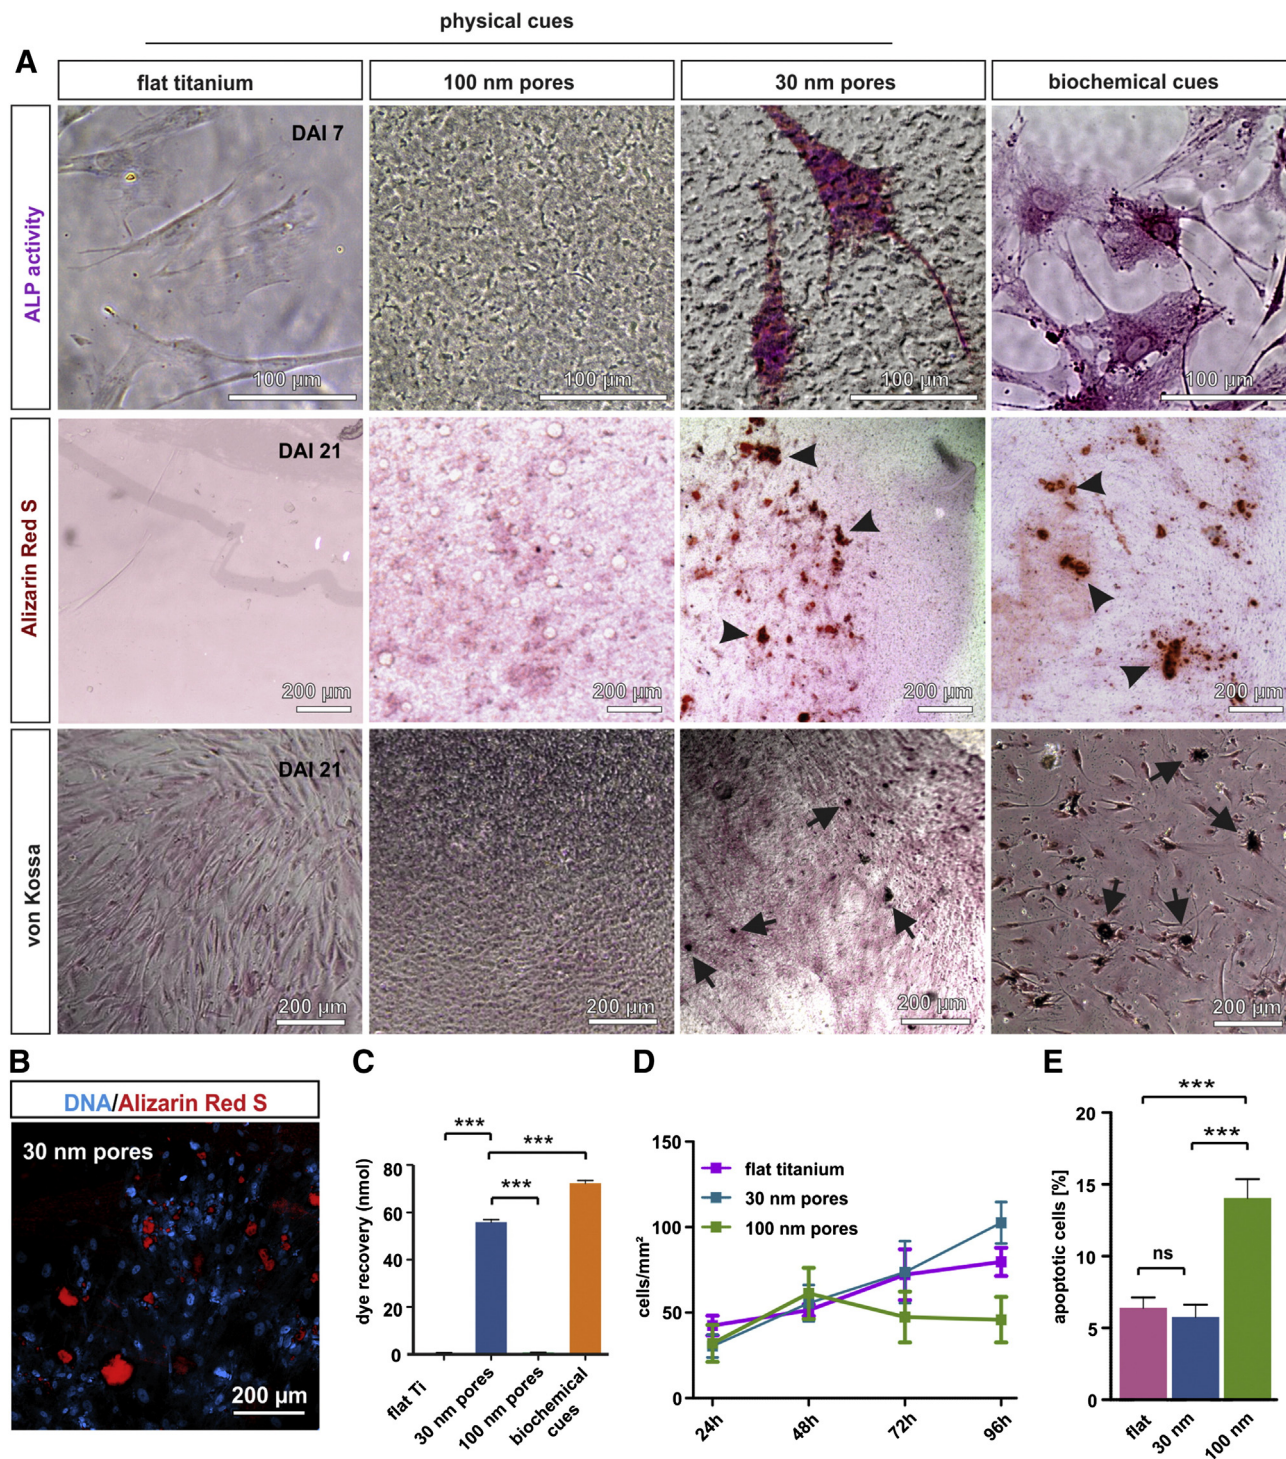 physical cues
A
flat titanium
100 nm pores
30 nm pores
biochemical cues
ALP activity
DAI 7
100 µm
100 µm
100 µm
100 µm
Alizarin Red S
DAI 21
200 µm
200 µm
200 µm
200 µm
von Kossa
DAI 21
200 µm
200 µm
200 µm
200 µm
B
DNA/Alizarin Red S
30 nm pores
200 µm
C
***
***
***
dye recovery (nmol)
80
60
40
20
0
flat Ti
30 nm pores
100 nm pores
biochemical
cues
D
cells/mm²
150
100
50
0
flat titanium
30 nm pores
100 nm pores
24h
48h
72h
96h
E
***
***
ns
apoptotic cells [%]
20
15
10
5
0
flat
30 nm
100 nm